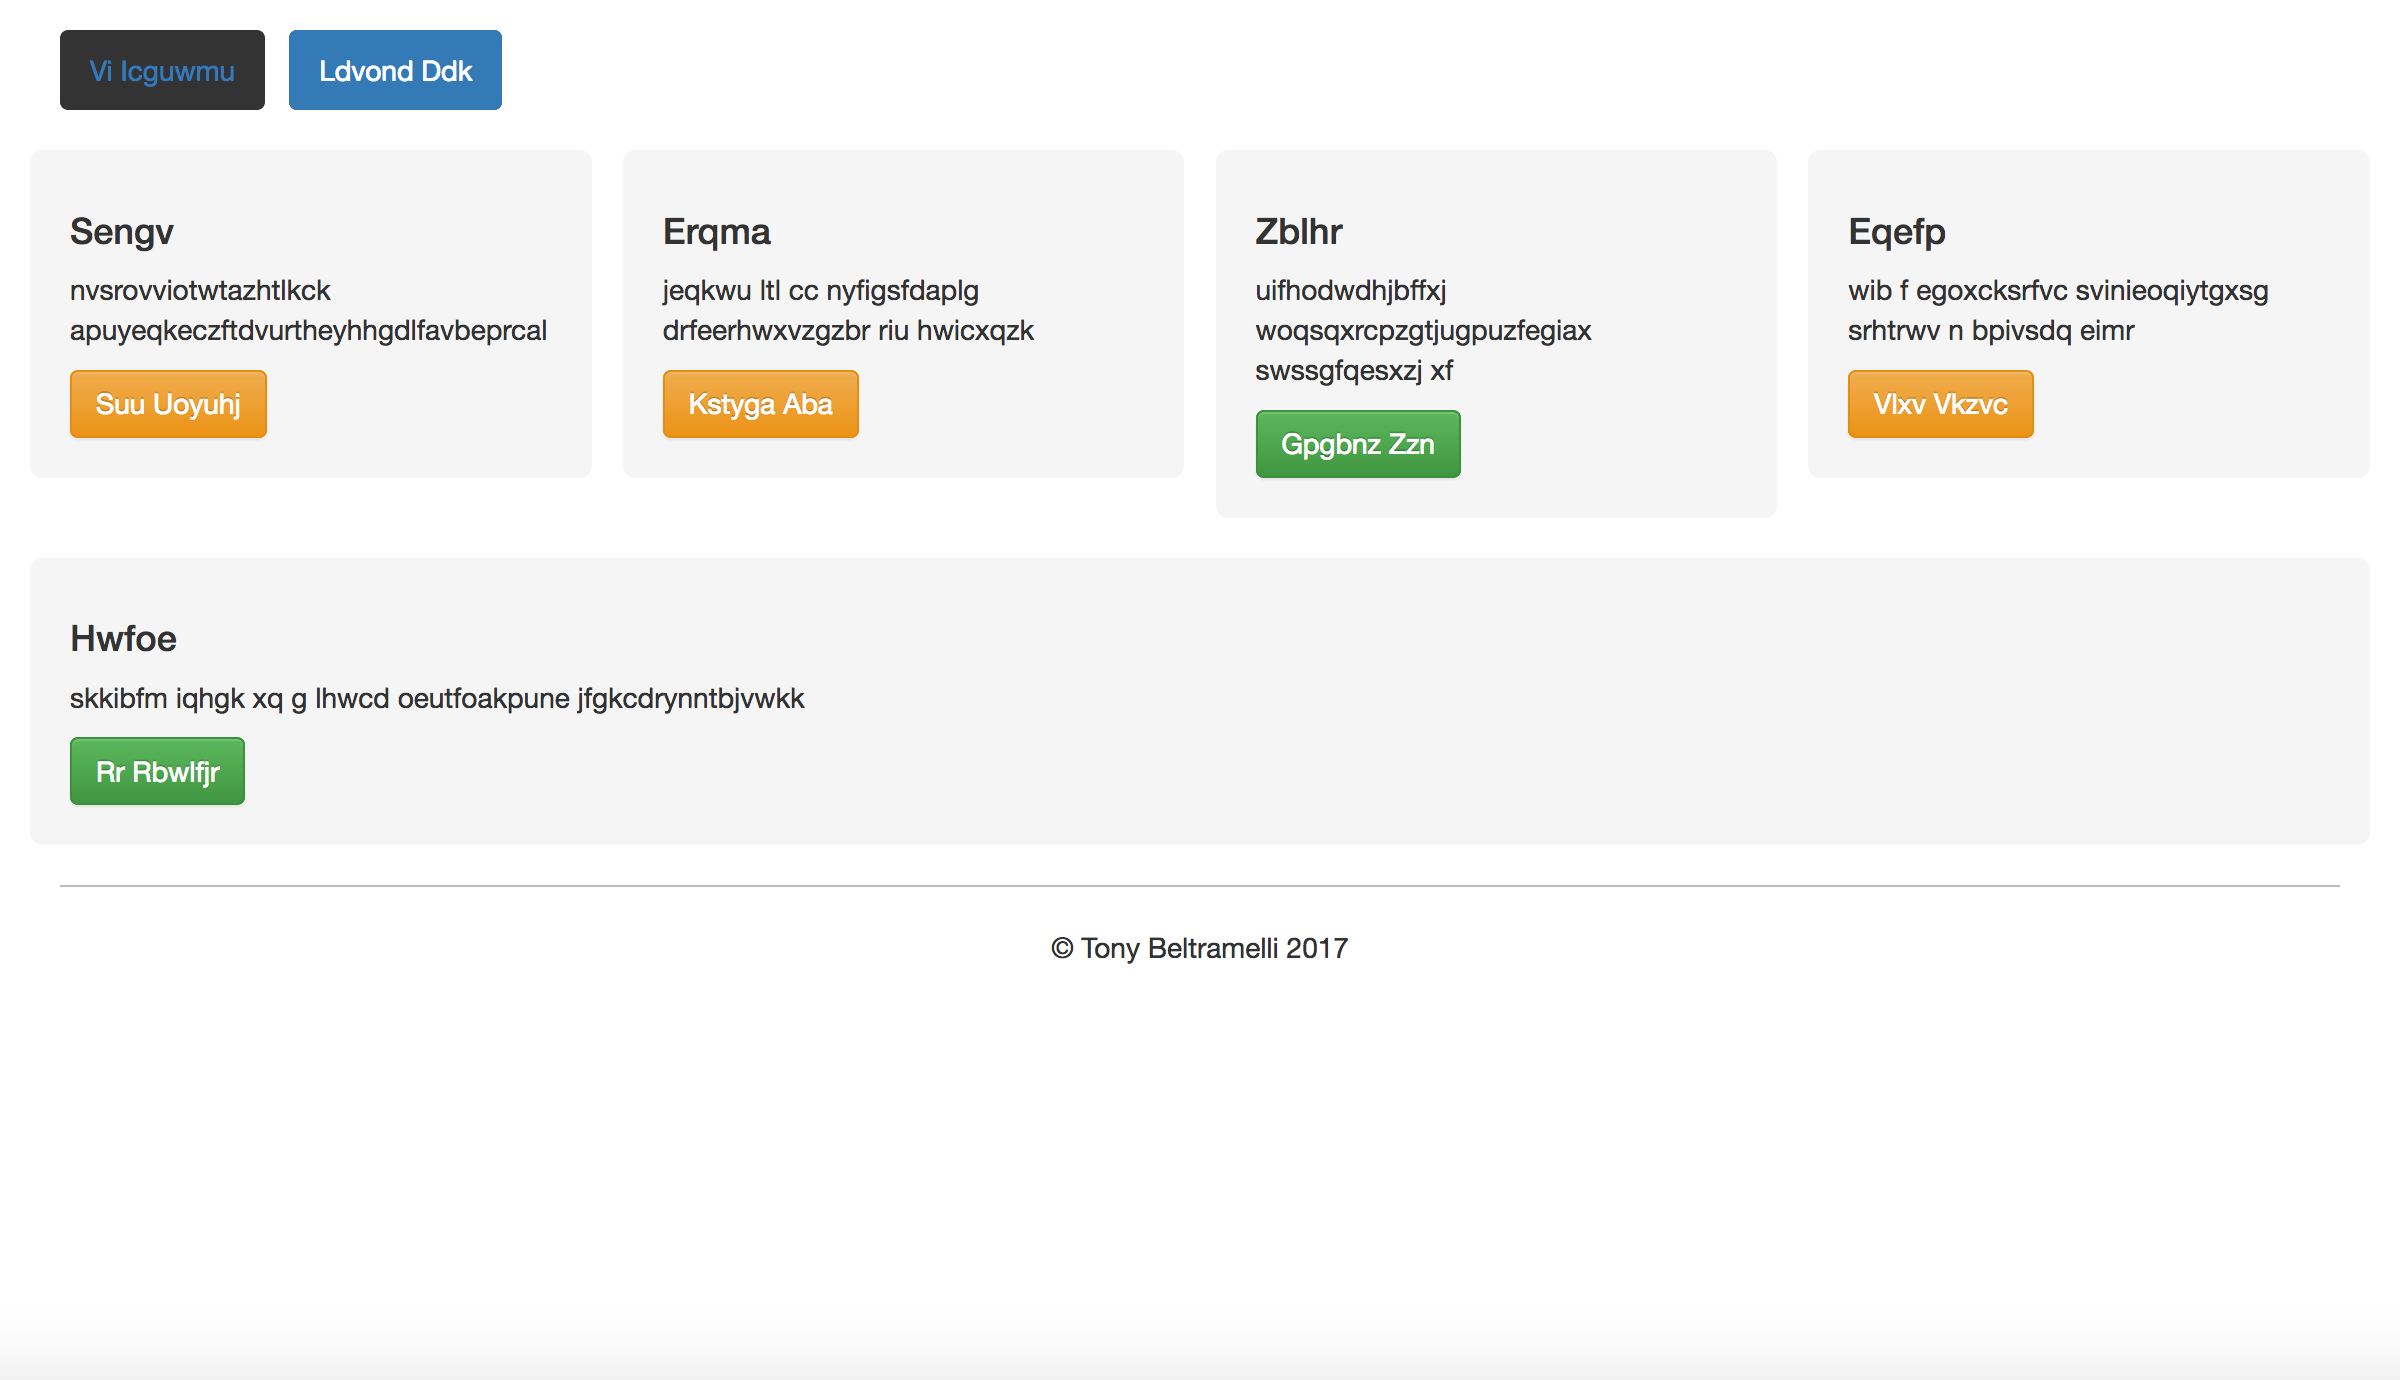 Vi Icguwmu
Ldvond Ddk
Sengv
nvsrovviotwtazhtlkck
apuyeqkeczftdvurtheyhhgdlfavbeprcal
Suu Uoyuhj
Erqma
jeqkwu ltl cc nyfigsfdaplg
drfeerhwxvzgzbr riu hwicxqzk
Kstyga Aba
Zblhr
uifhodwdhjbffxj
woqsqxrcpzgtjugpuzfegiax
swssgfqesxzj xf
Gpgbnz Zzn
Eqefp
wib f egoxcksrfvc svinieoqiytgxsg
srhtrwv n bpivsdq eimr
Vlxv Vkzvc
Hwfoe
skkibfm iqhgk xq g lhwcd oeutfoakpune jfgkcdrynntbjvwkk
Rr Rbwlfjr
© Tony Beltramelli 2017